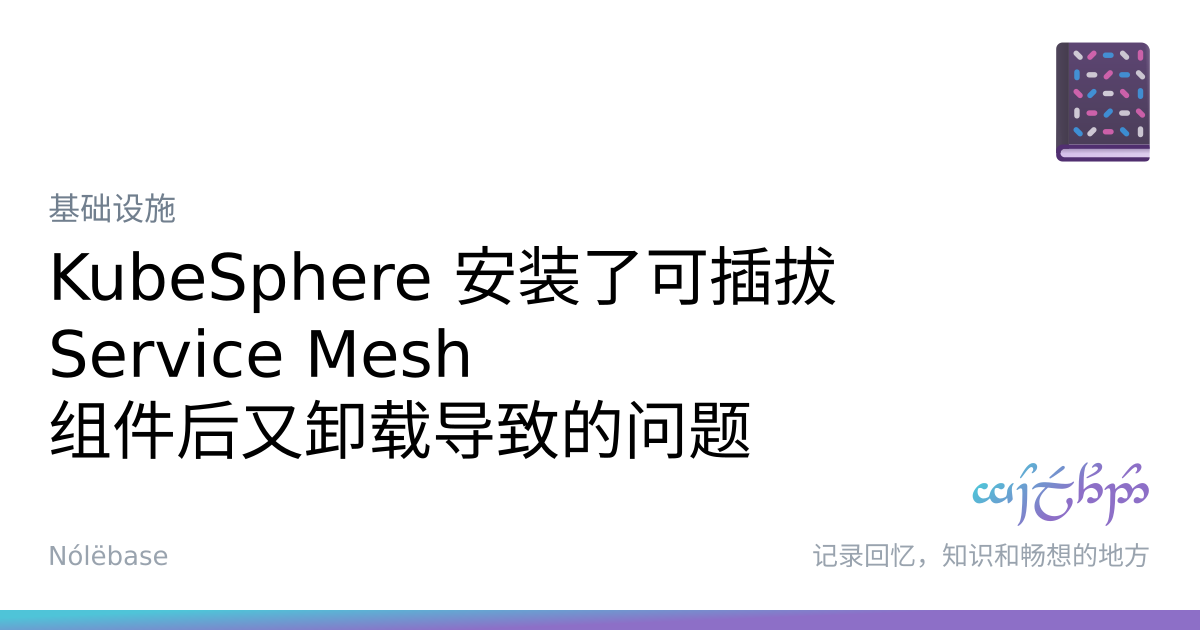 基础设施
KubeSphere 安装了可插拔
Service Mesh
组件后又卸载导致的问题
Nólëbase
记录回忆，知识和畅想的地方